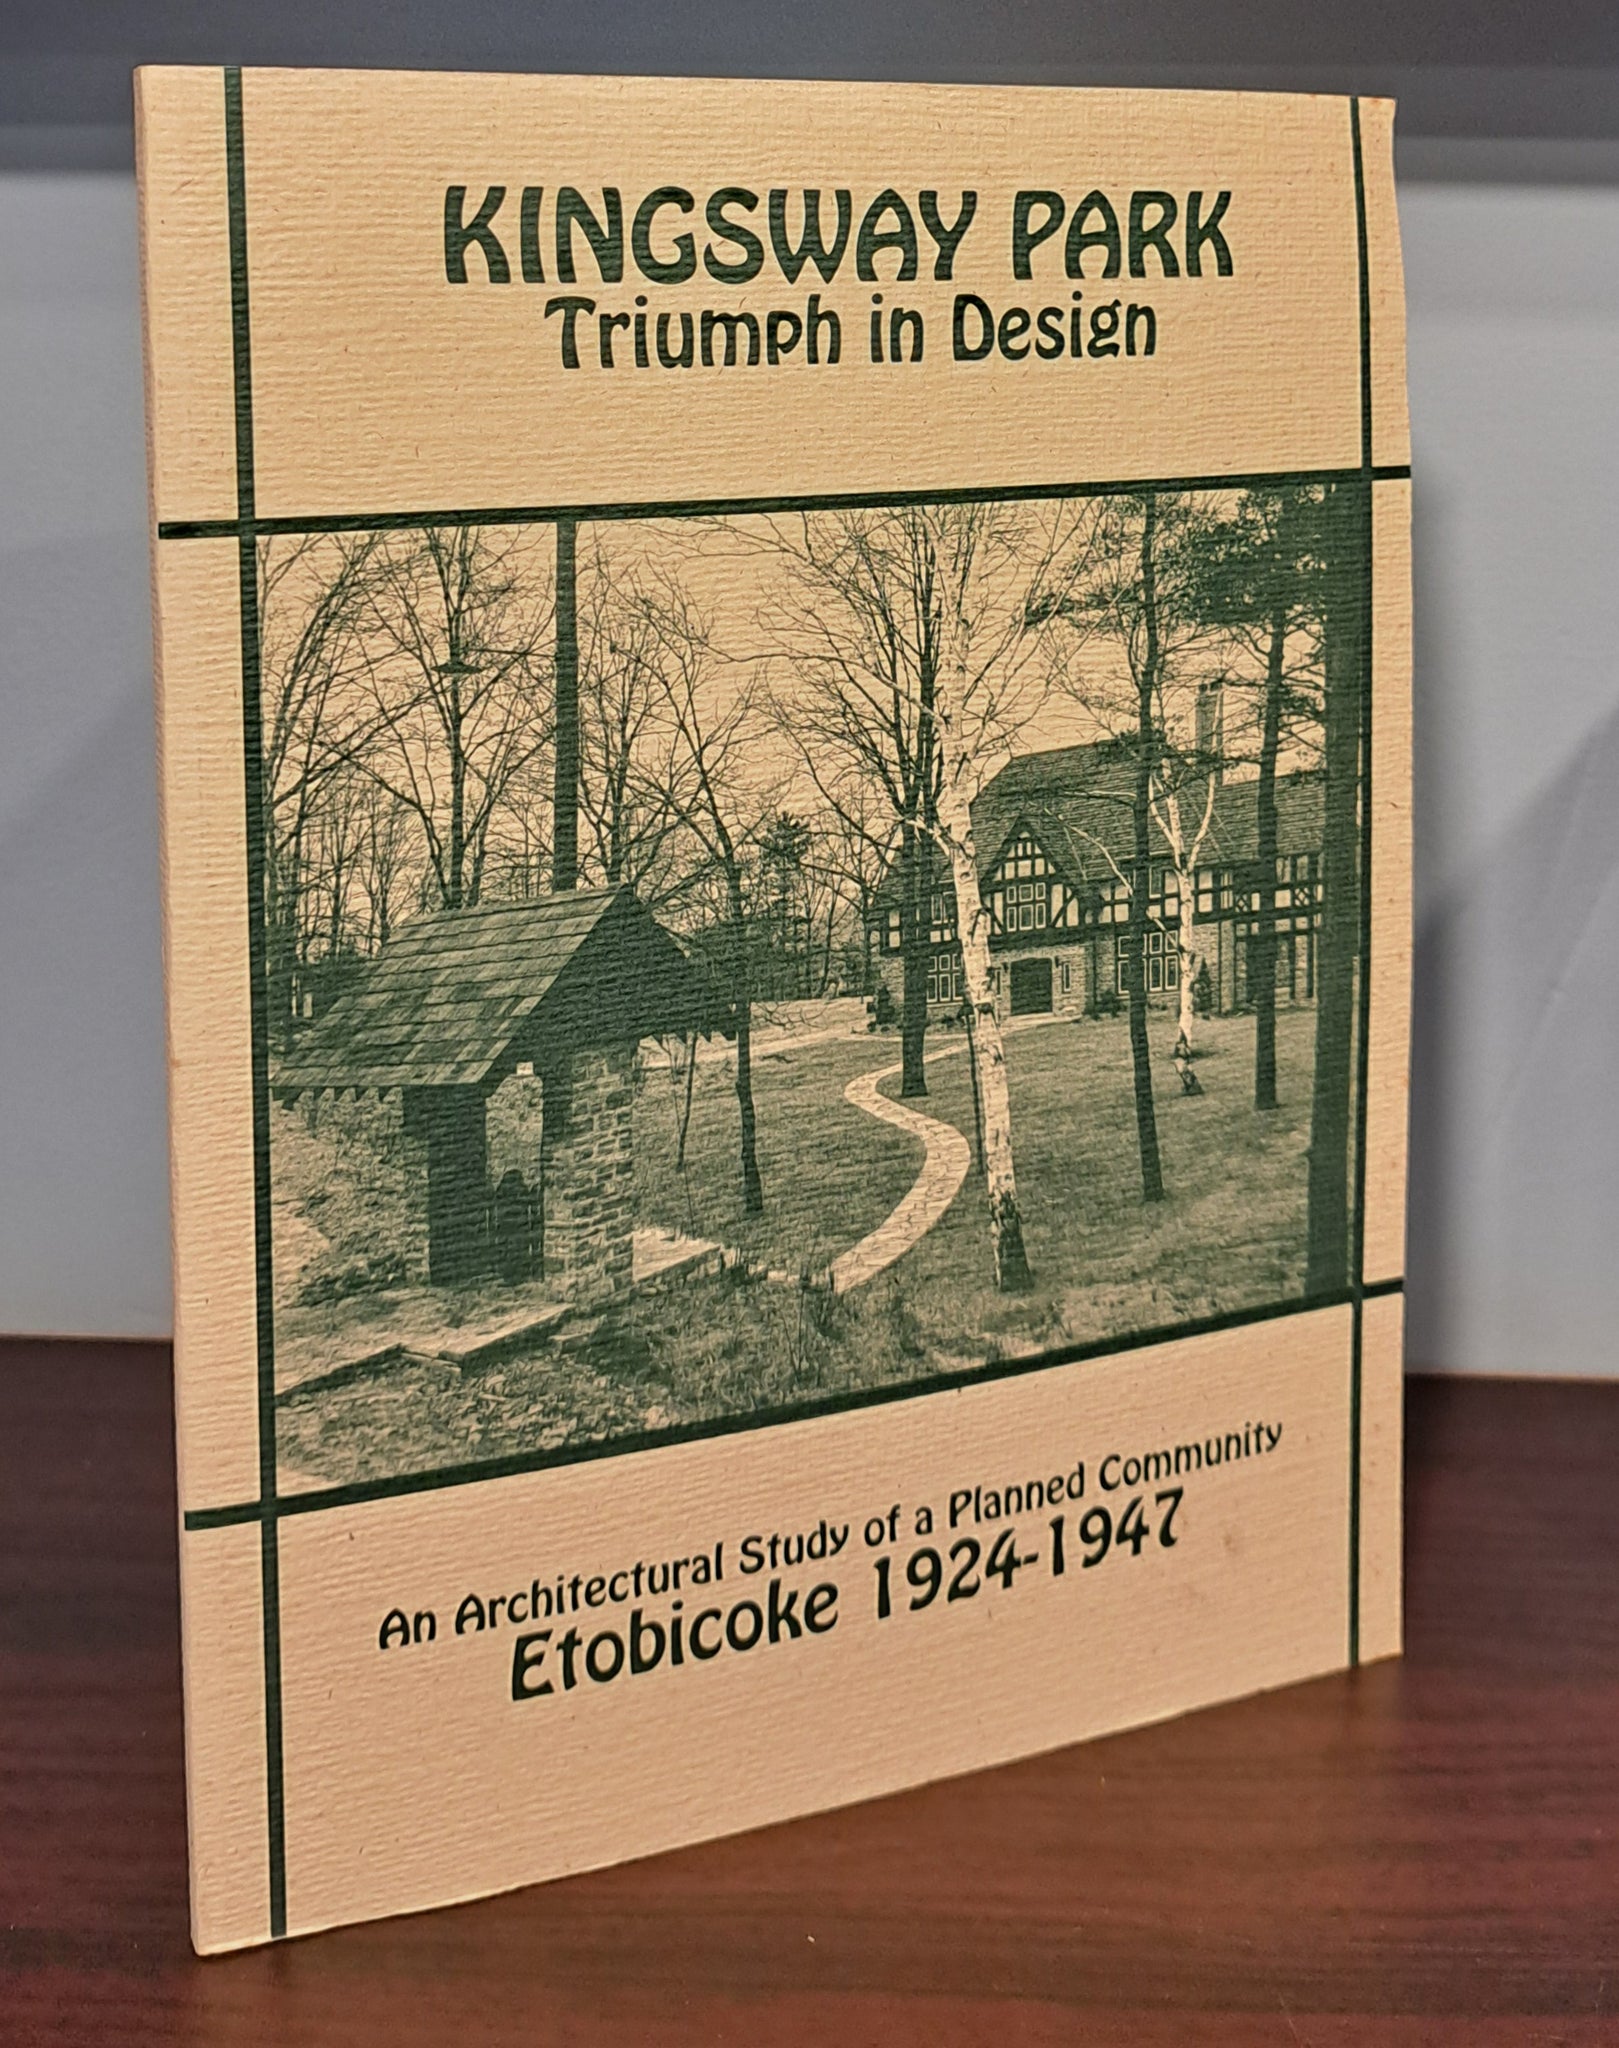 KINGSWAY PARK
Triumph in Design
An Architectural Study of a Planned Community
Etobicoke 1924-1947